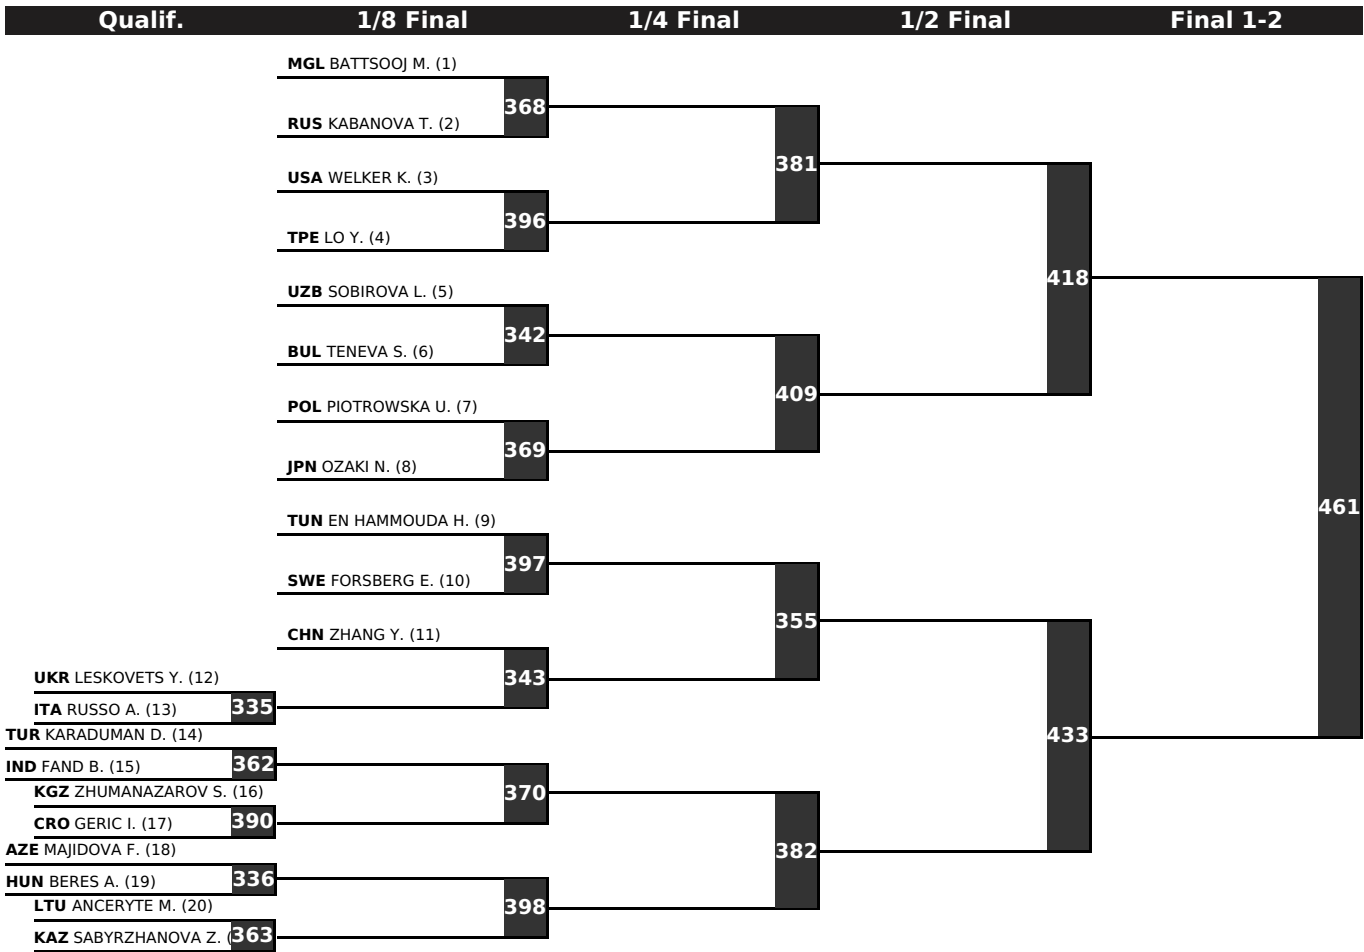 Qualif. 1/8 Final 1/4 Final 1/2 Final Final 1-2
MGL BATTSOOJ M. (1)
368
RUS KABANOVA T. (2)
381
USA WELKER K. (3)
396
TPE LO Y. (4)
418
UZB SOBIROVA L. (5)
342
BUL TENEVA S. (6)
409
POL PIOTROWSKA U. (7)
369
JPN OZAKI N. (8)
461
TUN EN HAMMOUDA H. (9)
397
SWE FORSBERG E. (10)
355
CHN ZHANG Y. (11)
UKR LESKOVETS Y. (12)
343
ITA RUSSO A. (13) 335
TUR KARADUMAN D. (14)
433
IND FAND B. (15) 362
KGZ ZHUMANAZAROV S. (16)
370
CRO GERIC I. (17) 390
AZE MAJIDOVA F. (18)
382
HUN BERES A. (19) 336
LTU ANCERYTE M. (20)
398
KAZ SABYRZHANOVA Z. ( 363